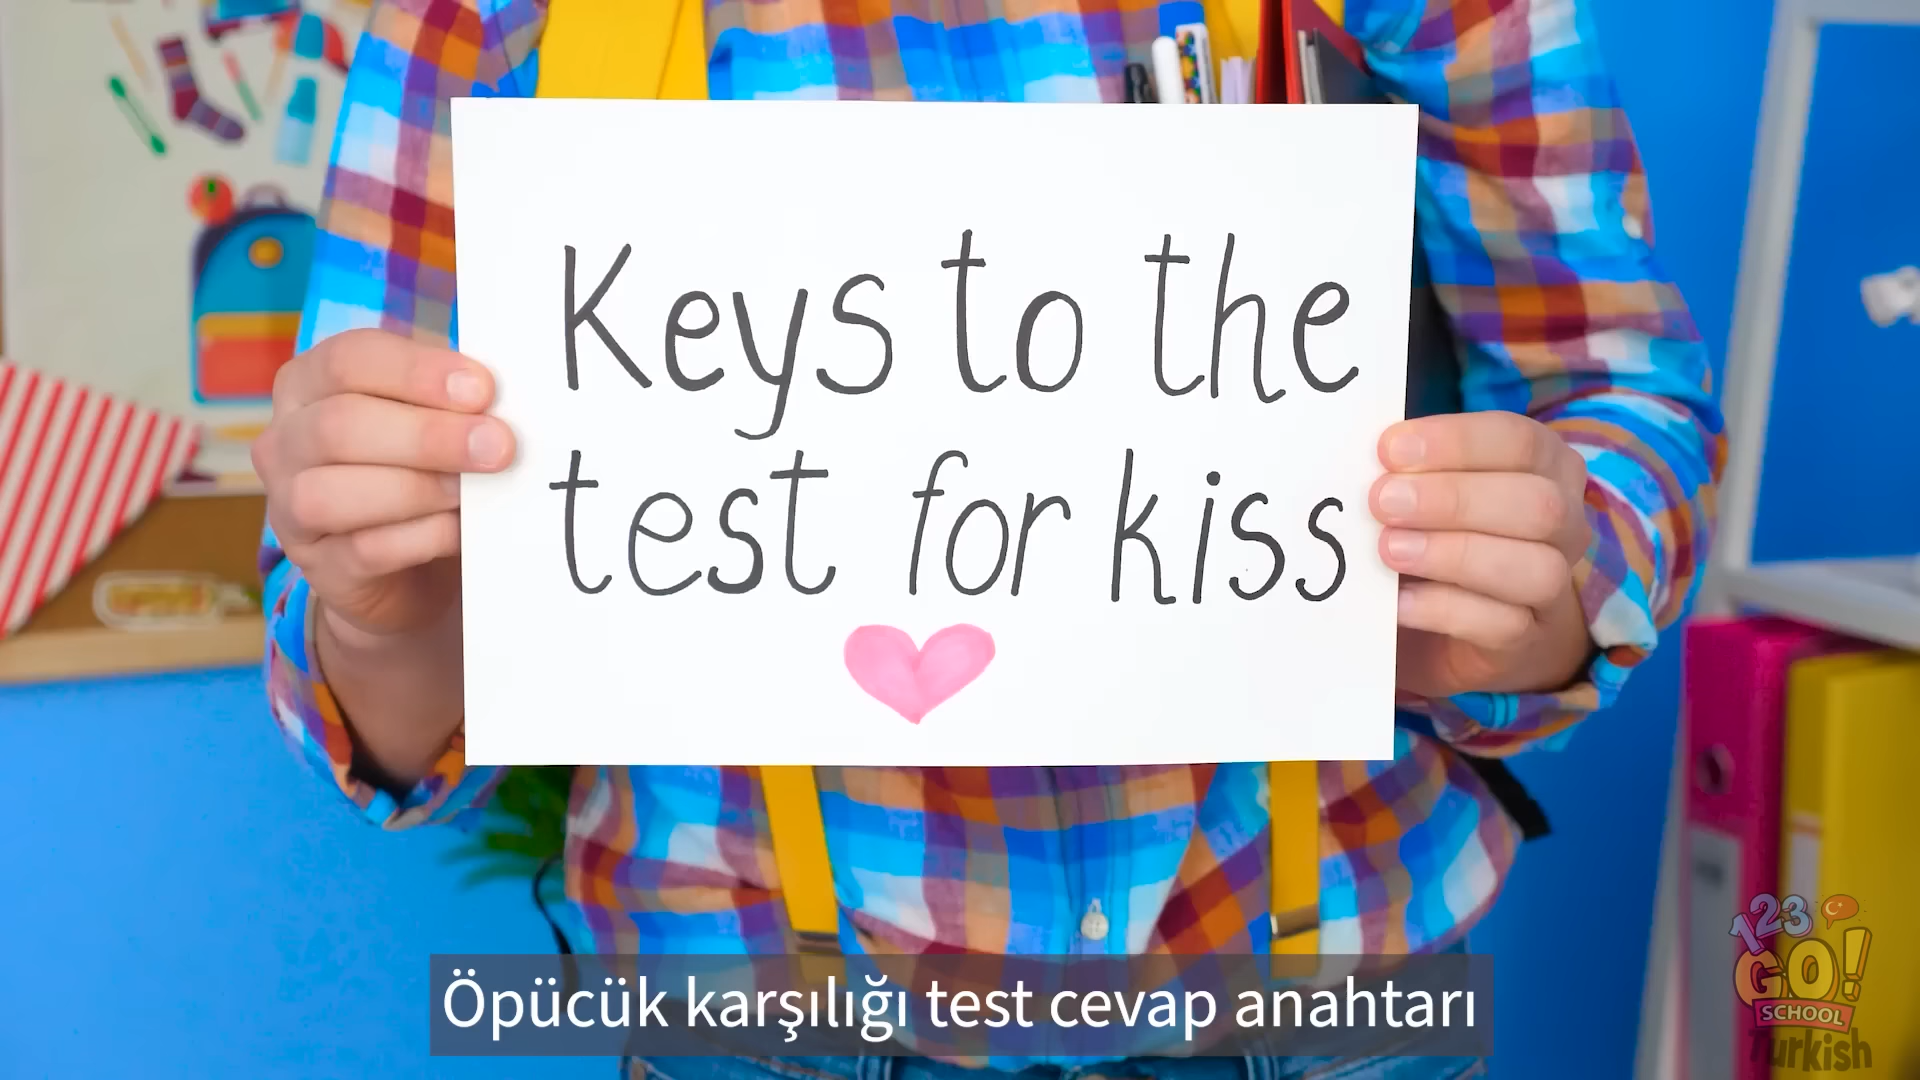 Keys to the
test for kiss
Öpücük karşılığı test cevap anahtarı
123
GO!
SCHOOL
Turkish